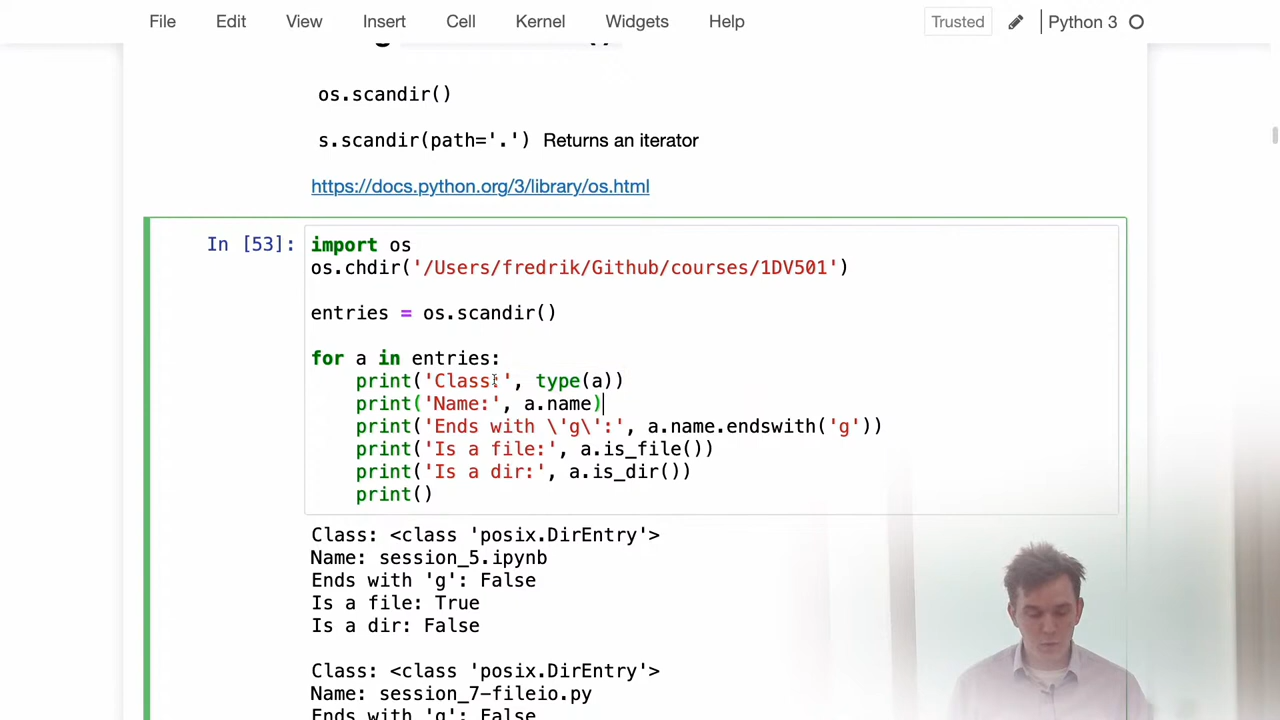 File Edit View Insert Cell Kernel Widgets Help Trusted Python 3
os.scandir()
s.scandir(path='.') Returns an iterator
https://docs.python.org/3/library/os.html
In [53]: import os
os.chdir('/Users/fredrik/Github/courses/1DV501')
entries = os.scandir()
for a in entries:
print('Class:', type(a))
print('Name:', a.name)
print('Ends with \'g\':', a.name.endswith('g'))
print('Is a file:', a.is_file())
print('Is a dir:', a.is_dir())
print()
Class: <class 'posix.DirEntry'>
Name: session_5.ipynb
Ends with 'g': False
Is a file: True
Is a dir: False
Class: <class 'posix.DirEntry'>
Name: session_7-fileio.py
Ends with 'g': False